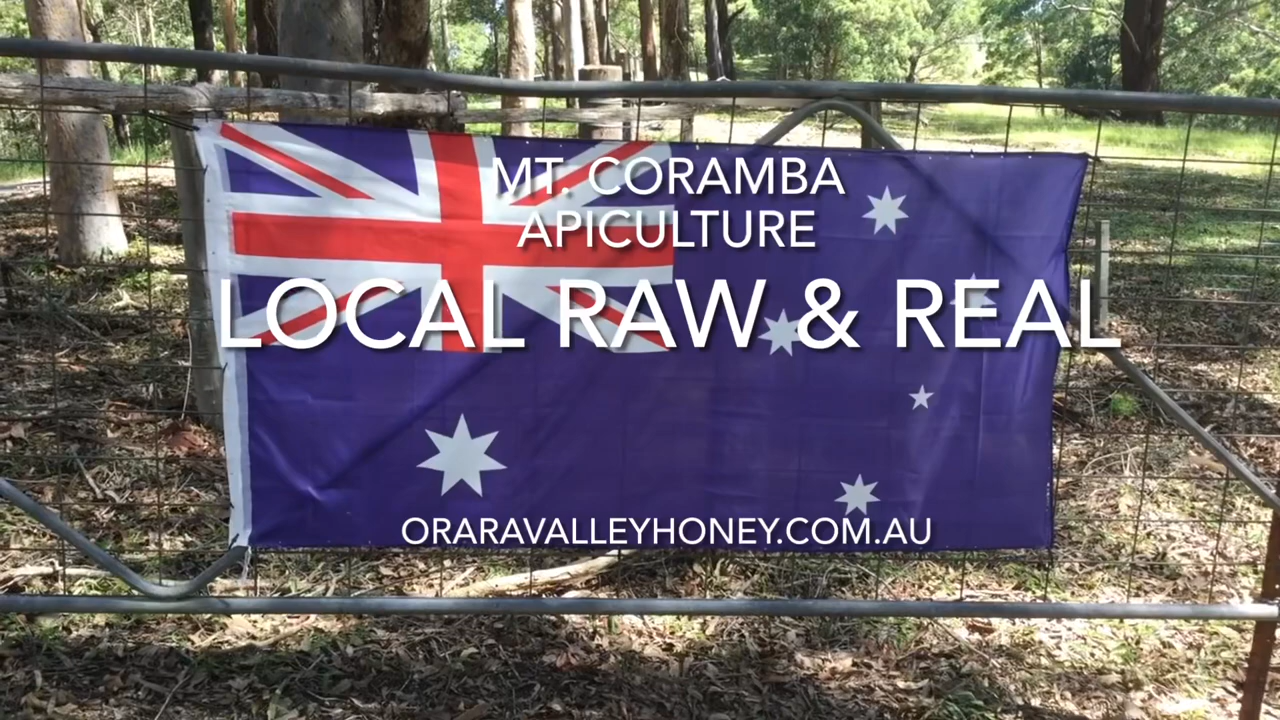 MT. CORAMBA
APICULTURE
LOCAL RAW & REAL
ORARAVALLEYHONEY.COM.AU